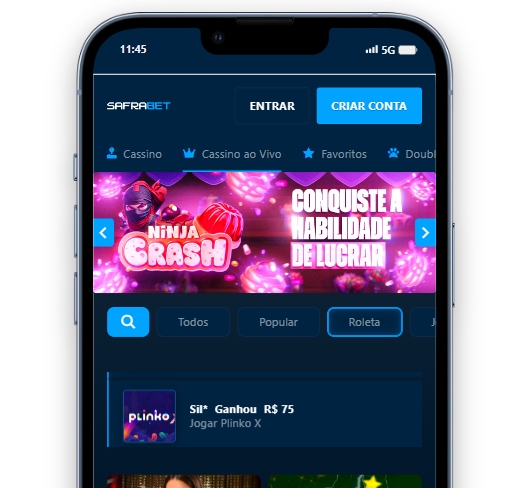 11:45
5G
SAFRABET
ENTRAR
CRIAR CONTA
Cassino
Cassino ao Vivo
Favoritos
Doubl
NINJA
CRASH
CONQUISTE A
HABILIDADE
DE LUCRAR
Todos
Popular
Roleta
PLINKO
Sil* Ganhou R$ 75
Jogar Plinko X